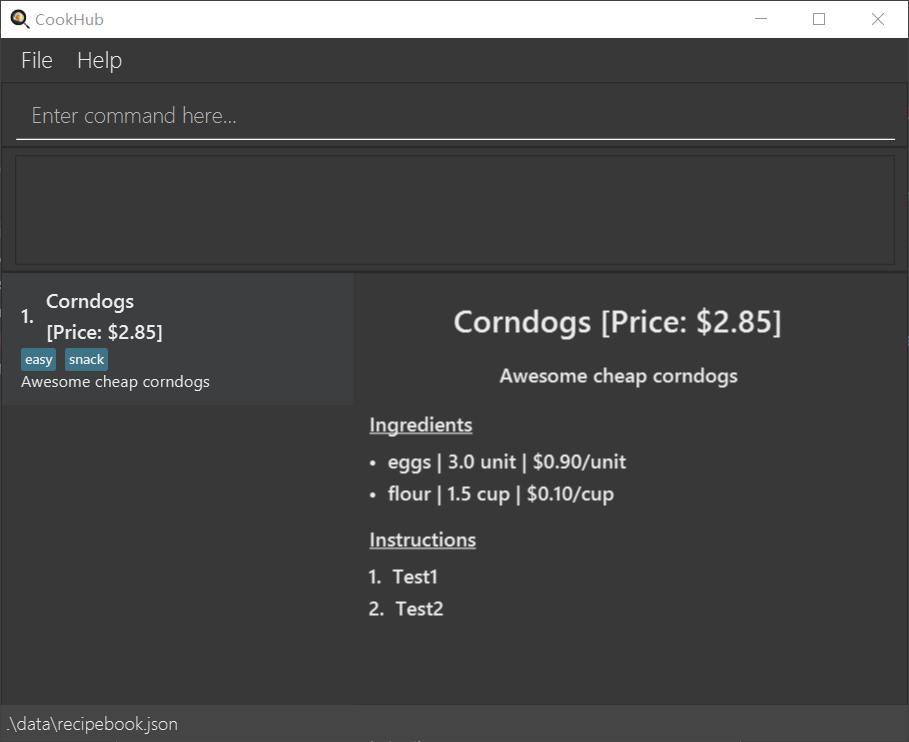 CookHub
File Help
Enter command here...
1. Corndogs
[Price: $2.85]
easy snack
Awesome cheap corndogs
Corndogs [Price: $2.85]
Awesome cheap corndogs
Ingredients
• eggs | 3.0 unit | $0.90/unit
• flour | 1.5 cup | $0.10/cup
Instructions
1. Test1
2. Test2
.\data\recipebook.json